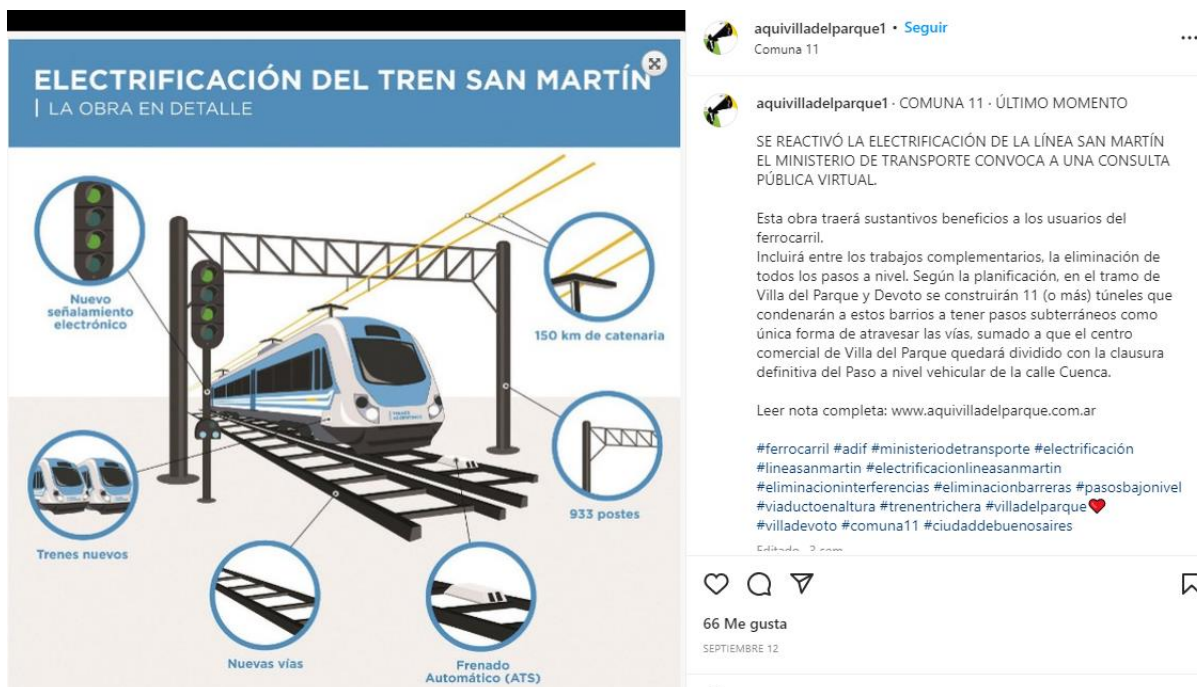 ELECTRIFICACIÓN DEL TREN SAN MARTÍN
LA OBRA EN DETALLE
Nuevo
señalamiento
electrónico
150 km de catenaria
933 postes
Trenes nuevos
Nuevas vías
Frenado
Automático (ATS)
aquivilladelparque1 • Seguir
Comuna 11
aquivilladelparque1 · COMUNA 11 · ÚLTIMO MOMENTO
SE REACTIVÓ LA ELECTRIFICACIÓN DE LA LÍNEA SAN MARTÍN
EL MINISTERIO DE TRANSPORTE CONVOCA A UNA CONSULTA
PÚBLICA VIRTUAL.
Esta obra traerá sustantivos beneficios a los usuarios del
ferrocarril.
Incluirá entre los trabajos complementarios, la eliminación de
todos los pasos a nivel. Según la planificación, en el tramo de
Villa del Parque y Devoto se construirán 11 (o más) túneles que
condenarán a estos barrios a tener pasos subterráneos como
única forma de atravesar las vías, sumado a que el centro
comercial de Villa del Parque quedará dividido con la clausura
definitiva del Paso a nivel vehicular de la calle Cuenca.
Leer nota completa: www.aquivilladelparque.com.ar
#ferrocarril #adif #ministeriodetransporte #electrificación
#lineasanmartin #electrificacionlineasanmartin
#eliminacioninterferencias #eliminacionbarreras #pasosbajonivel
#viaductoenaltura #trenentrichera #villadelparque❤️
#villadevoto #comuna11 #ciudaddebuenosaires
Editado · 3 sem
66 Me gusta
SEPTIEMBRE 12